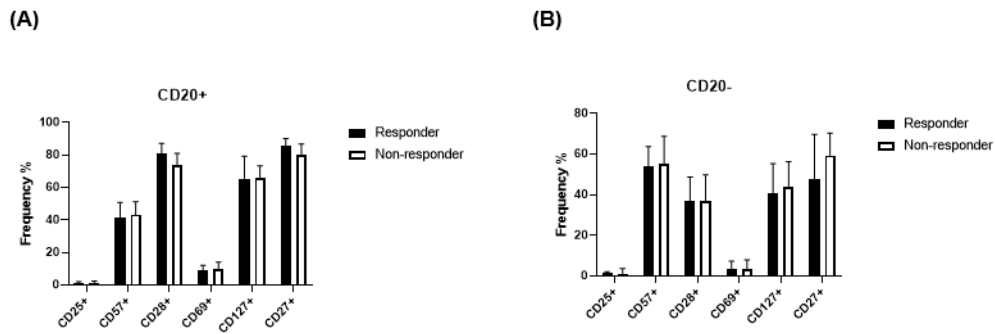 (A)
CD20+
Frequency %
100
80
60
40
20
0
CD25+
CD57+
CD28+
CD69+
CD127+
CD27+
Responder
Non-responder
(B)
CD20-
Frequency %
80
60
40
20
0
CD25+
CD57+
CD28+
CD69+
CD127+
CD27+
Responder
Non-responder